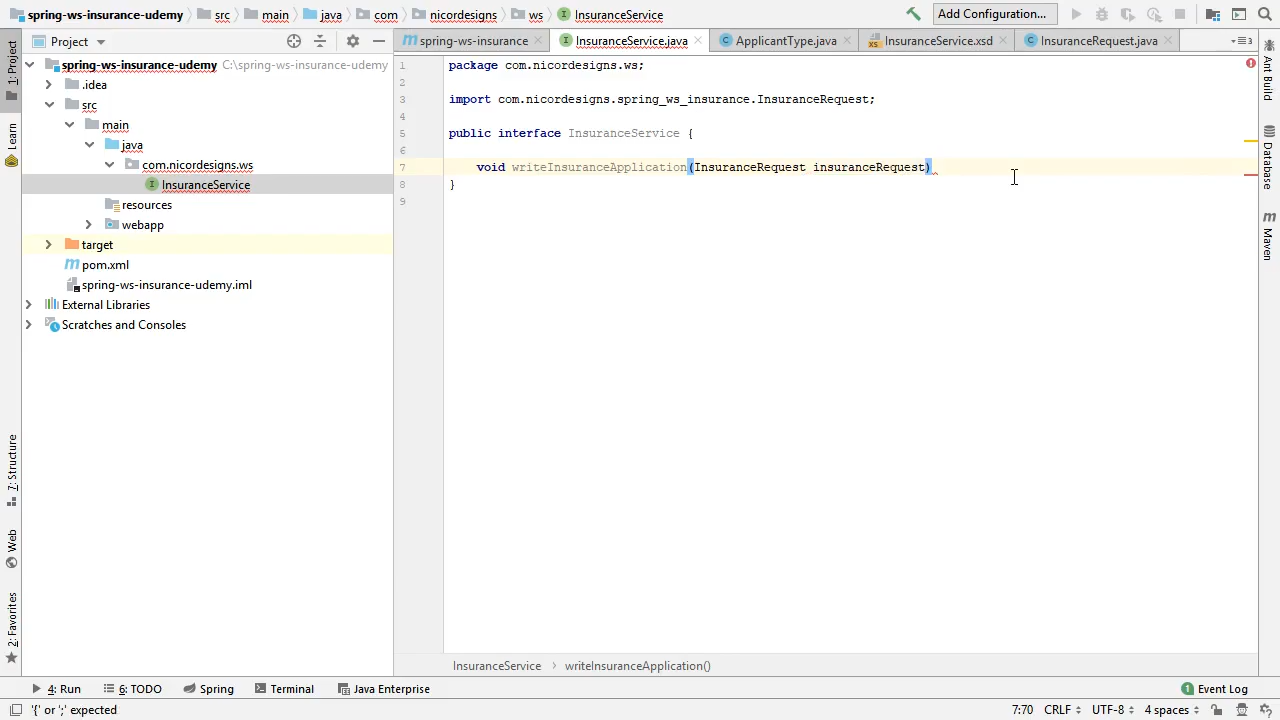 spring-ws-insurance-udemy src main java com nicordesigns ws InsuranceService Add Configuration...
Project
spring-ws-insurance InsuranceService.java ApplicantType.java InsuranceService.xsd InsuranceRequest.java
spring-ws-insurance-udemy C:\spring-ws-insurance-udemy
.idea
src
main
java
com.nicordesigns.ws
InsuranceService
resources
webapp
target
pom.xml
spring-ws-insurance-udemy.iml
External Libraries
Scratches and Consoles
1: Project
Learn
7: Structure
Web
2: Favorites
1 package com.nicordesigns.ws;
2
3 import com.nicordesigns.spring_ws_insurance.InsuranceRequest;
4
5 public interface InsuranceService {
6
7 void writeInsuranceApplication(InsuranceRequest insuranceRequest)
8 }
9
Ant Build
Database
Maven
InsuranceService > writeInsuranceApplication()
4: Run 6: TODO Spring Terminal Java Enterprise 1 Event Log
'{' or ';' expected 7:70 CRLF UTF-8 4 spaces